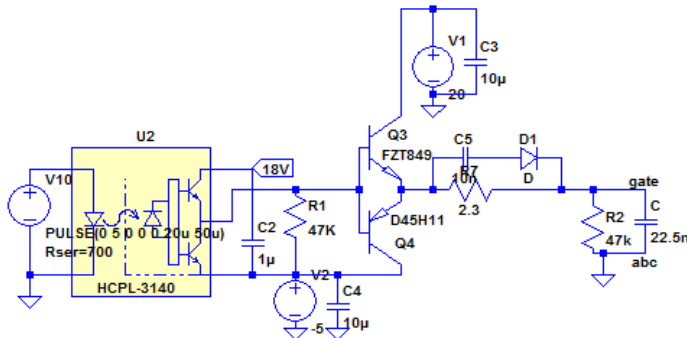 V1
C3
10µ
20
U2
Q3
FZT849
C5
D1
18V
10n
R7
D
V10
PULSE(0 5 0 0 0 20u 50u)
Rser=700
HCPL-3140
C2
1µ
R1
47K
D45H11
Q4
2.3
gate
R2
47k
C
22.5n
abc
V2
-5
C4
10µ